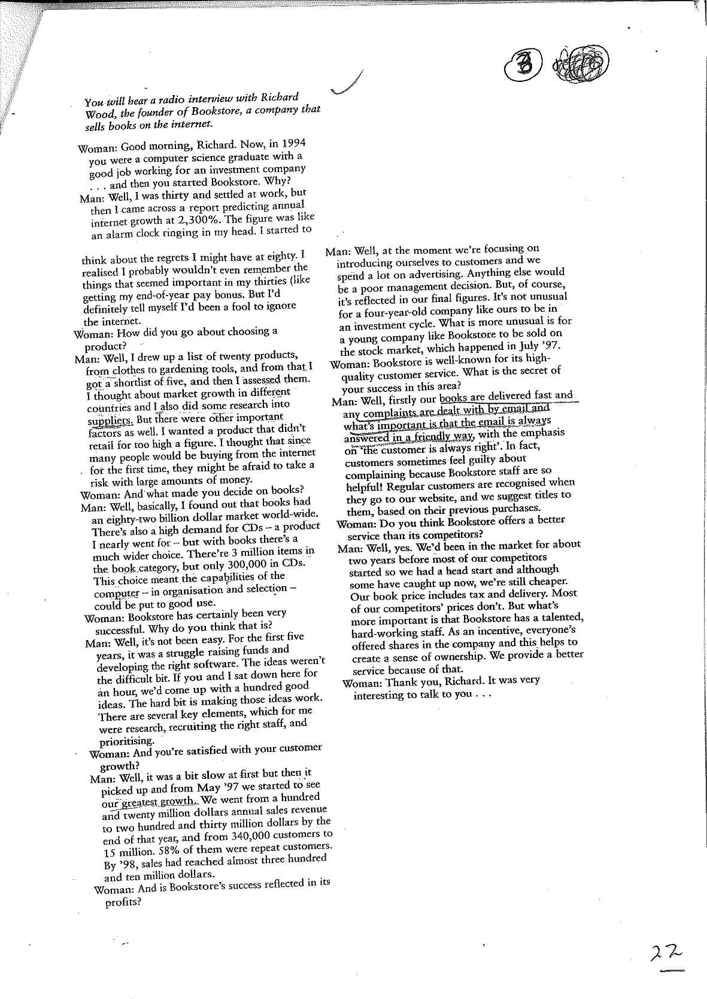 3
You will hear a radio interview with Richard
Wood, the founder of Bookstore, a company that
sells books on the internet.
Woman: Good morning, Richard. Now, in 1994
you were a computer science graduate with a
good job working for an investment company
. . . and then you started Bookstore. Why?
Man: Well, I was thirty and settled at work, but
then I came across a report predicting annual
internet growth at 2,300%. The figure was like
an alarm clock ringing in my head. I started to
think about the regrets I might have at eighty. I
realised I probably wouldn't even remember the
things that seemed important in my thirties (like
getting my end-of-year pay bonus. But I'd
definitely tell myself I'd been a fool to ignore
the internet.
Woman: How did you go about choosing a
product?
Man: Well, I drew up a list of twenty products,
from clothes to gardening tools, and from that I
got a shortlist of five, and then I assessed them.
I thought about market growth in different
countries and I also did some research into
suppliers. But there were other important
factors as well. I wanted a product that didn't
retail for too high a figure. I thought that since
many people would be buying from the internet
for the first time, they might be afraid to take a
risk with large amounts of money.
Woman: And what made you decide on books?
Man: Well, basically, I found out that books had
an eighty-two billion dollar market world-wide.
There's also a high demand for CDs – a product
I nearly went for – but with books there's a
much wider choice. There're 3 million items in
the book category, but only 300,000 in CDs.
This choice meant the capabilities of the
computer – in organisation and selection –
could be put to good use.
Woman: Bookstore has certainly been very
successful. Why do you think that is?
Man: Well, it's not been easy. For the first five
years, it was a struggle raising funds and
developing the right software. The ideas weren't
the difficult bit. If you and I sat down here for
an hour, we'd come up with a hundred good
ideas. The hard bit is making those ideas work.
There are several key elements, which for me
were research, recruiting the right staff, and
prioritising.
Woman: And you're satisfied with your customer
growth?
Man: Well, it was a bit slow at first but then it
picked up and from May '97 we started to see
our greatest growth. We went from a hundred
and twenty million dollars annual sales revenue
to two hundred and thirty million dollars by the
end of that year, and from 340,000 customers to
15 million. 58% of them were repeat customers.
By '98, sales had reached almost three hundred
and ten million dollars.
Woman: And is Bookstore's success reflected in its
profits?
Man: Well, at the moment we're focusing on
introducing ourselves to customers and we
spend a lot on advertising. Anything else would
be a poor management decision. But, of course,
it's reflected in our final figures. It's not unusual
for a four-year-old company like ours to be in
an investment cycle. What is more unusual is for
a young company like Bookstore to be sold on
the stock market, which happened in July '97.
Woman: Bookstore is well-known for its high-
quality customer service. What is the secret of
your success in this area?
Man: Well, firstly our books are delivered fast and
any complaints are dealt with by email and
what's important is that the email is always
answered in a friendly way, with the emphasis
on 'the customer is always right'. In fact,
customers sometimes feel guilty about
complaining because Bookstore staff are so
helpful! Regular customers are recognised when
they go to our website, and we suggest titles to
them, based on their previous purchases.
Woman: Do you think Bookstore offers a better
service than its competitors?
Man: Well, yes. We'd been in the market for about
two years before most of our competitors
started so we had a head start and although
some have caught up now, we're still cheaper.
Our book price includes tax and delivery. Most
of our competitors' prices don't. But what's
more important is that Bookstore has a talented,
hard-working staff. As an incentive, everyone's
offered shares in the company and this helps to
create a sense of ownership. We provide a better
service because of that.
Woman: Thank you, Richard. It was very
interesting to talk to you . . .
22